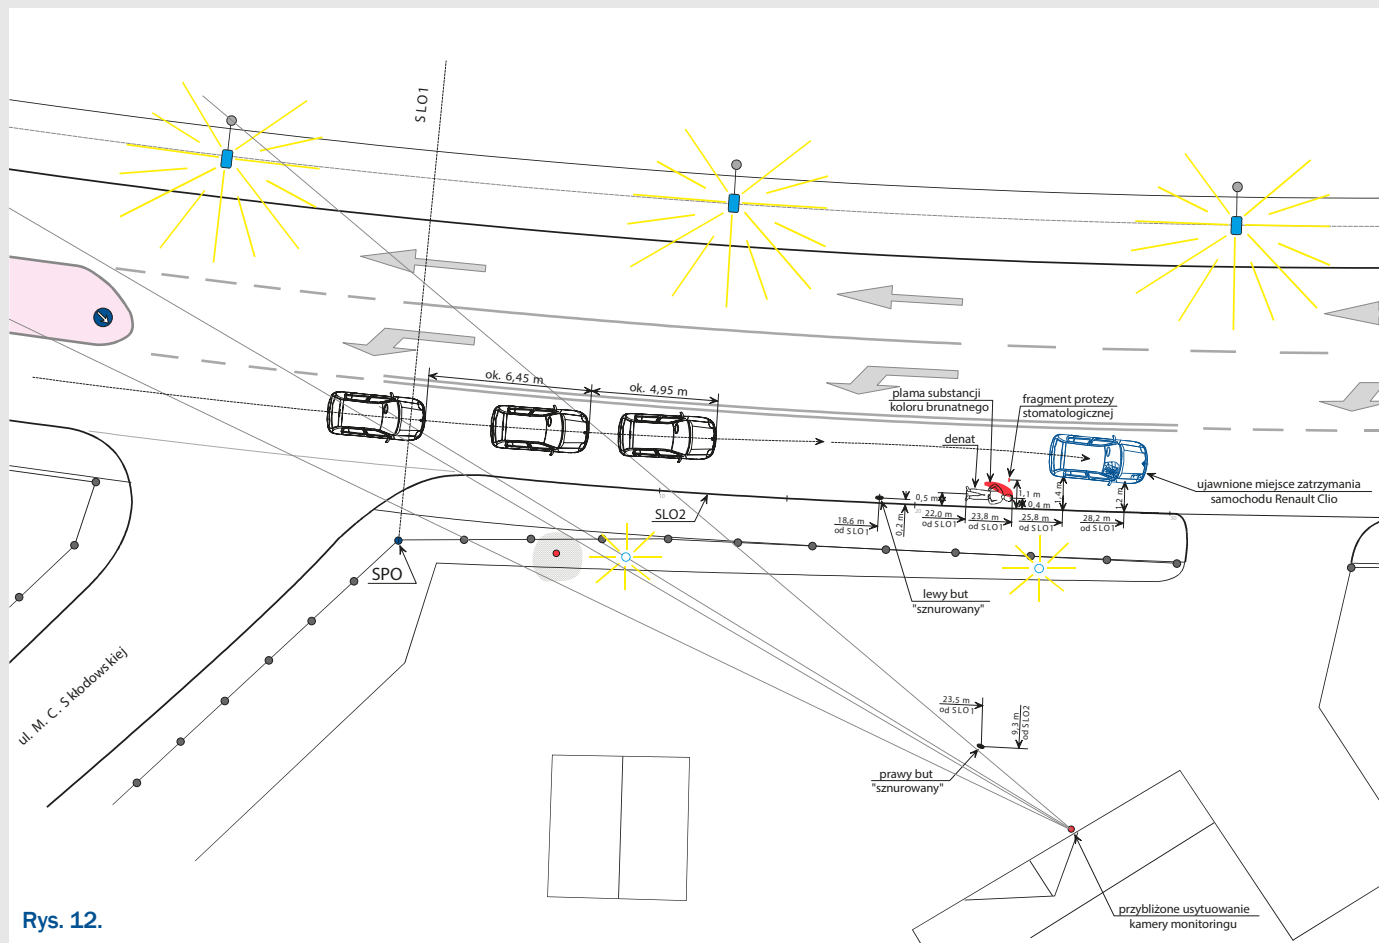 S LO1
ok. 6,45 m
ok. 4,95 m
plama substancji
koloru brunatnego
fragment protezy
stomatologicznej
denat
ujawnione miejsce zatrzymania
samochodu Renault Clio
1,4 m
1,2 m
1,1 m
0,4 m
0,5 m
0,2 m
10
20
30
SLO2
18,6 m
od SLO1
22,0 m
od SLO1
23,8 m
od SLO1
25,8 m
od SLO1
28,2 m
od SLO1
SPO
lewy but
"sznurowany"
ul. M. C. Skłodowskiej
23,5 m
od SLO1
9,3 m
od SLO2
prawy but
"sznurowany"
przybliżone usytuowanie
kamery monitoringu
Rys. 12.